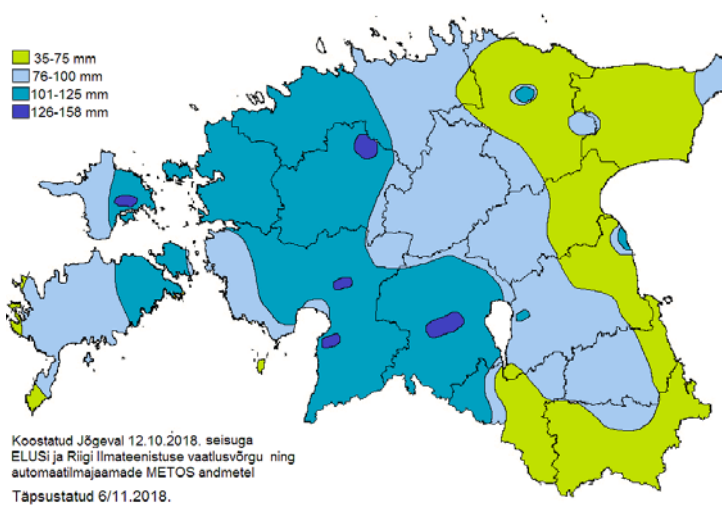 35-75 mm
76-100 mm
101-125 mm
126-158 mm
Koostatud Jõgeval 12.10.2018. seisuga
ELUSi ja Riigi Ilmateenistuse vaatlusvõrgu ning
automaatilmajaamade METOS andmetel
Täpsustatud 6/11.2018.